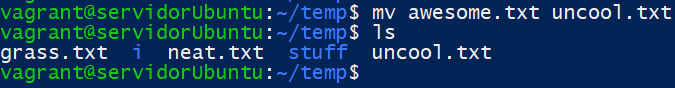 vagrant@servidorUbuntu:~/temp$ mv awesome.txt uncool.txt
vagrant@servidorUbuntu:~/temp$ ls
grass.txt  i  neat.txt  stuff  uncool.txt
vagrant@servidorUbuntu:~/temp$